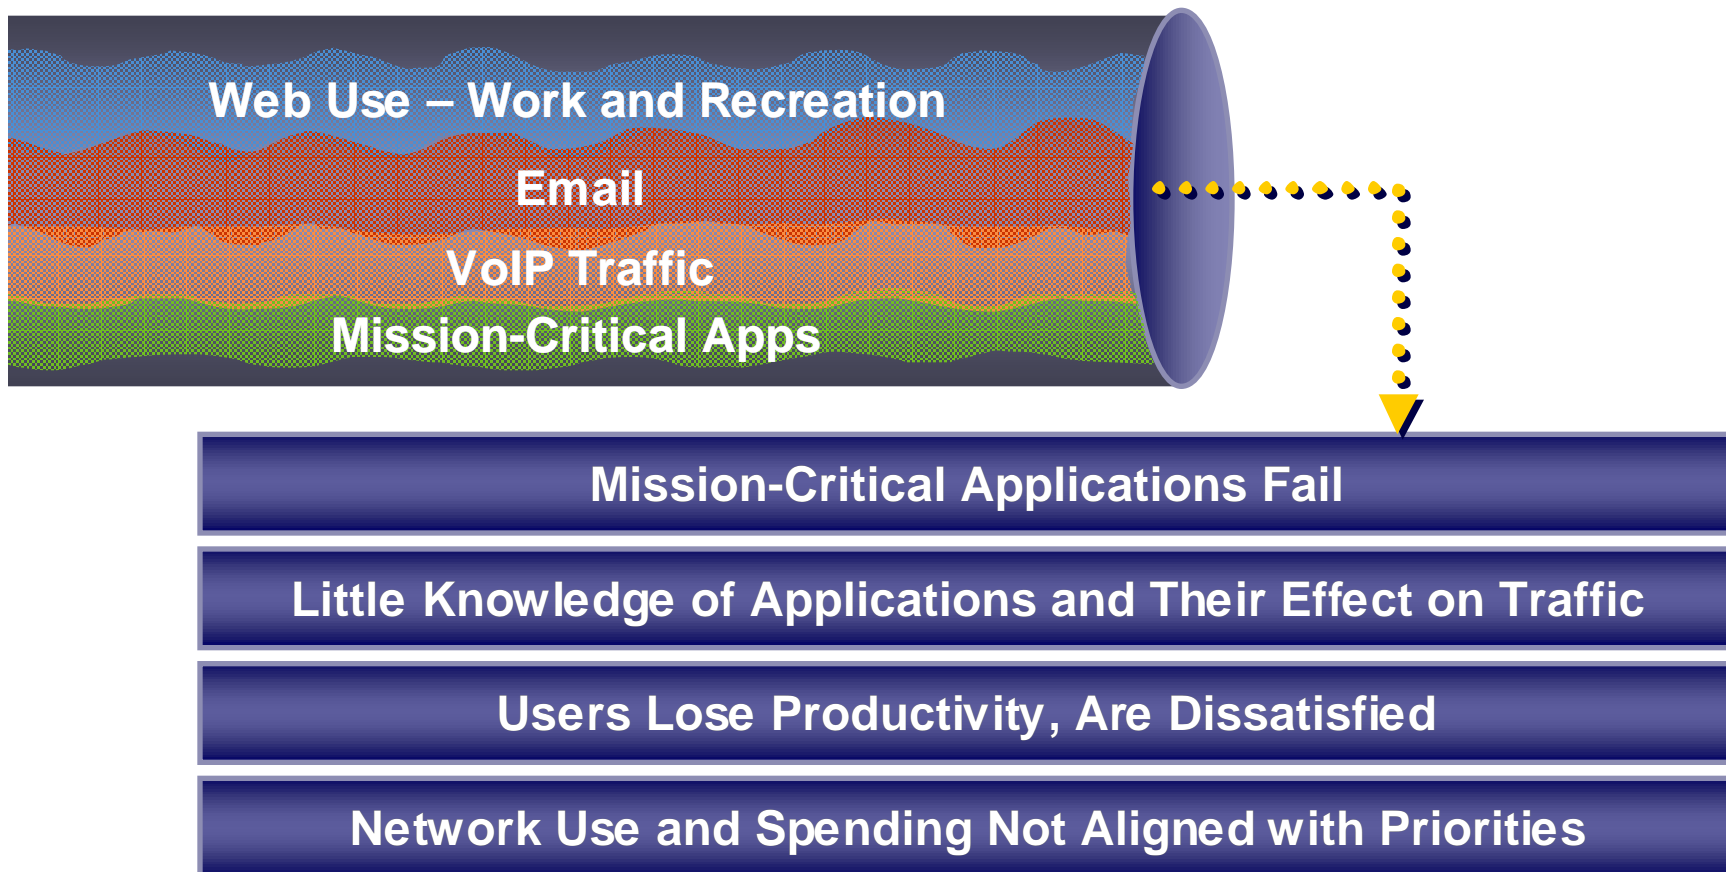 Web Use – Work and Recreation
Email
VoIP Traffic
Mission-Critical Apps
Mission-Critical Applications Fail
Little Knowledge of Applications and Their Effect on Traffic
Users Lose Productivity, Are Dissatisfied
Network Use and Spending Not Aligned with Priorities